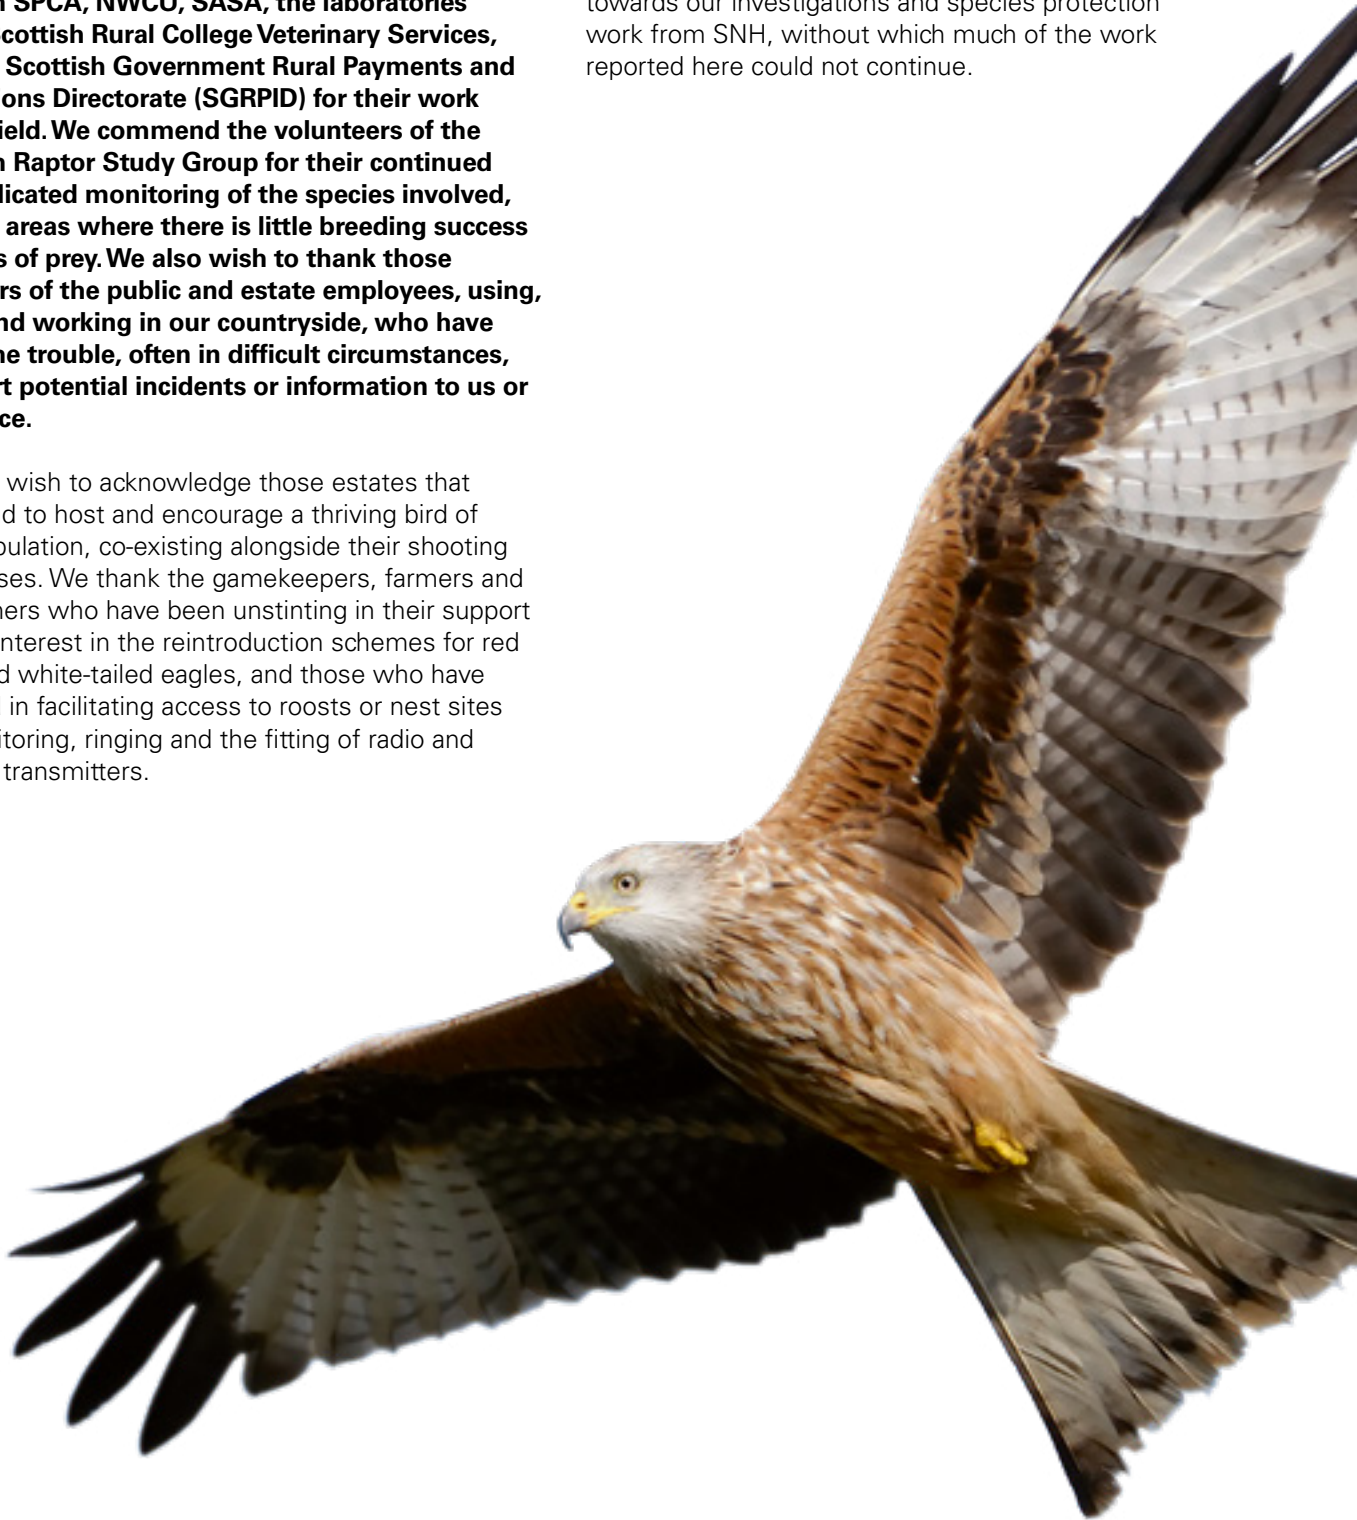 SPCA, NWCU, SASA, the laboratories
cottish Rural College Veterinary Services,
Scottish Government Rural Payments and
ons Directorate (SGRPID) for their work
ield. We commend the volunteers of the
n Raptor Study Group for their continued
licated monitoring of the species involved,
areas where there is little breeding success
s of prey. We also wish to thank those
rs of the public and estate employees, using,
nd working in our countryside, who have
ne trouble, often in difficult circumstances,
rt potential incidents or information to us or
ce.
wish to acknowledge those estates that
d to host and encourage a thriving bird of
pulation, co-existing alongside their shooting
ses. We thank the gamekeepers, farmers and
ners who have been unstinting in their support
nterest in the reintroduction schemes for red
d white-tailed eagles, and those who have
in facilitating access to roosts or nest sites
itoring, ringing and the fitting of radio and
transmitters.
towards our investigations and species protection
work from SNH, without which much of the work
reported here could not continue.